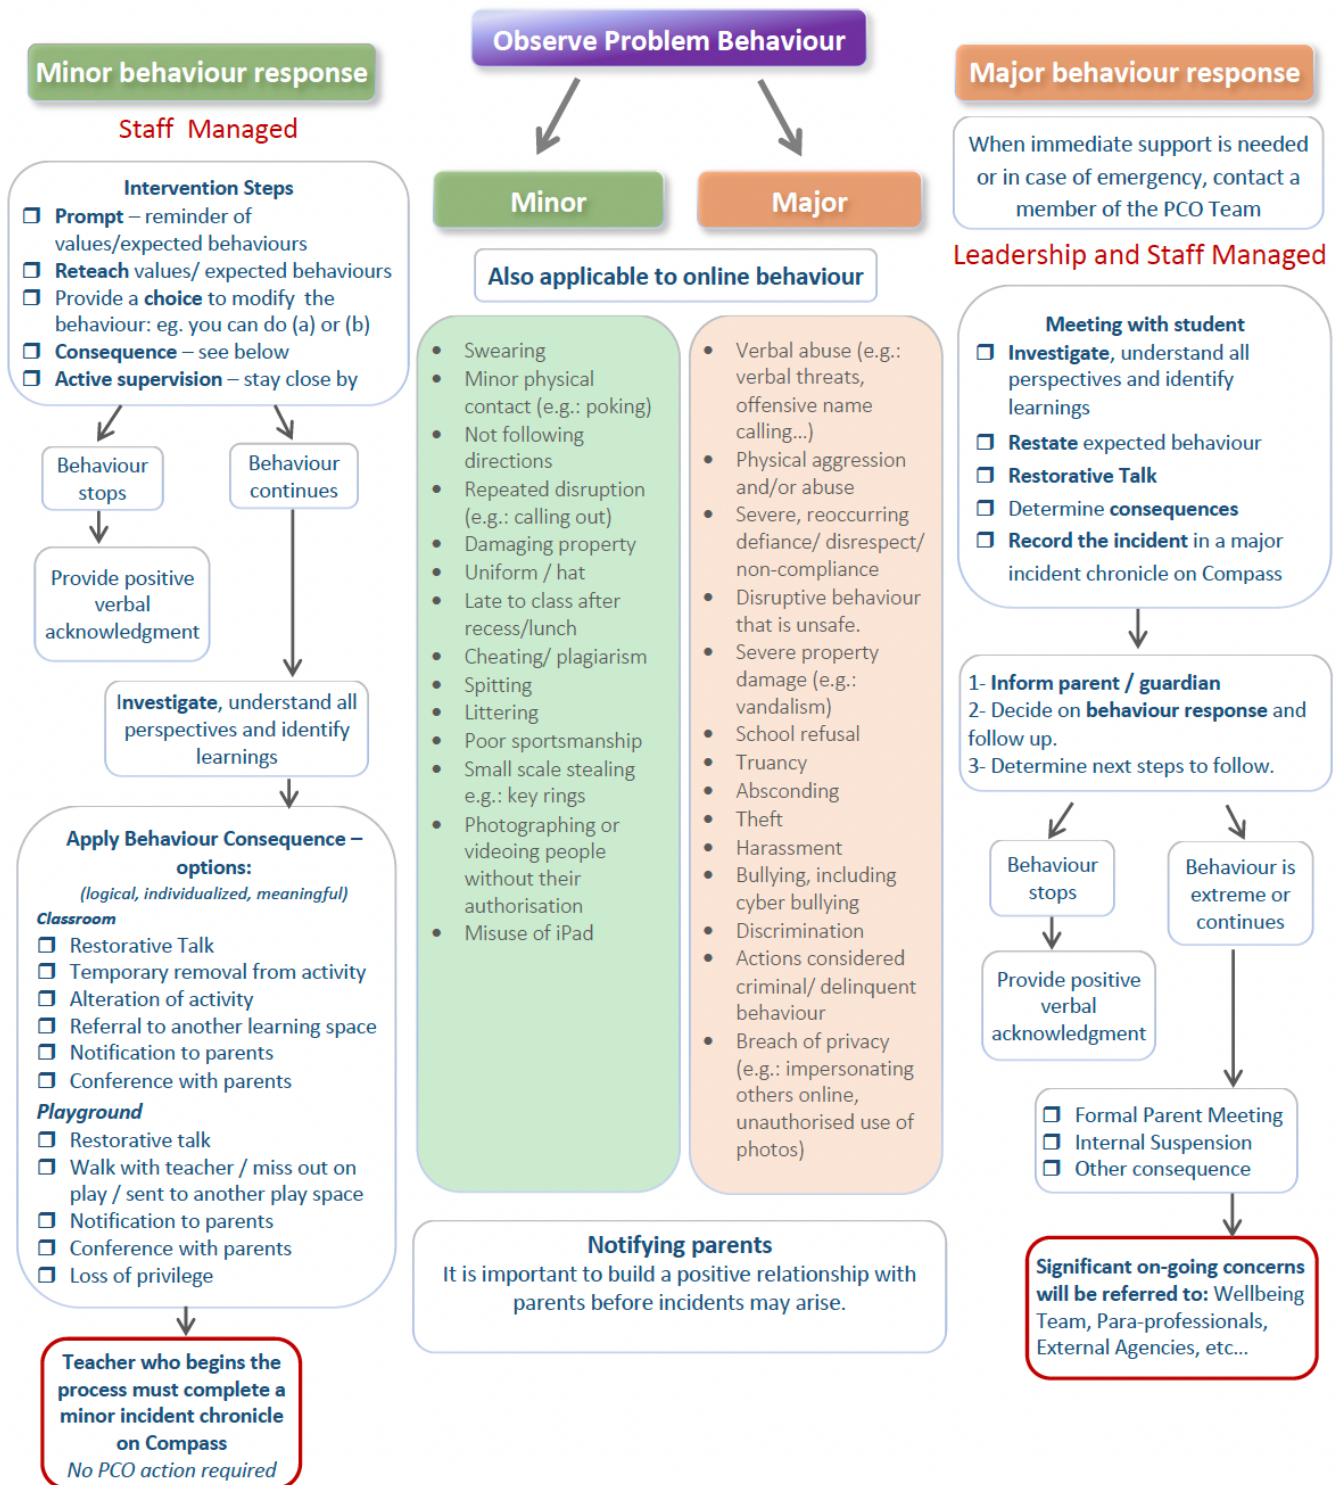 Observe Problem Behaviour
Minor behaviour response
Staff  Managed
Intervention Steps
❐ Prompt – reminder of
values/expected behaviours
❐ Reteach values/ expected behaviours
❐ Provide a choice to modify  the
behaviour: eg. you can do (a) or (b)
❐ Consequence – see below
❐ Active supervision – stay close by
Behaviour
stops
Behaviour
continues
Provide positive
verbal
acknowledgment
Investigate, understand all
perspectives and identify
learnings
Apply Behaviour Consequence –
options:
(logical, individualized, meaningful)
Classroom
❐ Restorative Talk
❐ Temporary removal from activity
❐ Alteration of activity
❐ Referral to another learning space
❐ Notification to parents
❐ Conference with parents
Playground
❐ Restorative talk
❐ Walk with teacher / miss out on
play / sent to another play space
❐ Notification to parents
❐ Conference with parents
❐ Loss of privilege
Teacher who begins the
process must complete a
minor incident chronicle
on Compass
No PCO action required
Minor
Major
Also applicable to online behaviour
• Swearing
• Minor physical
contact (e.g.: poking)
• Not following
directions
• Repeated disruption
(e.g.: calling out)
• Damaging property
• Uniform / hat
• Late to class after
recess/lunch
• Cheating/ plagiarism
• Spitting
• Littering
• Poor sportsmanship
• Small scale stealing
e.g.: key rings
• Photographing or
videoing people
without their
authorisation
• Misuse of iPad
• Verbal abuse (e.g.:
verbal threats,
offensive name
calling...)
• Physical aggression
and/or abuse
• Severe, reoccurring
defiance/ disrespect/
non-compliance
• Disruptive behaviour
that is unsafe.
• Severe property
damage (e.g.:
vandalism)
• School refusal
• Truancy
• Absconding
• Theft
• Harassment
• Bullying, including
cyber bullying
• Discrimination
• Actions considered
criminal/ delinquent
behaviour
• Breach of privacy
(e.g.: impersonating
others online,
unauthorised use of
photos)
Notifying parents
It is important to build a positive relationship with
parents before incidents may arise.
Major behaviour response
When immediate support is needed
or in case of emergency, contact a
member of the PCO Team
Leadership and Staff Managed
Meeting with student
❐ Investigate, understand all
perspectives and identify
learnings
❐ Restate expected behaviour
❐ Restorative Talk
❐ Determine consequences
❐ Record the incident in a major
incident chronicle on Compass
1- Inform parent / guardian
2- Decide on behaviour response and
follow up.
3- Determine next steps to follow.
Behaviour
stops
Behaviour is
extreme or
continues
Provide positive
verbal
acknowledgment
❐ Formal Parent Meeting
❐ Internal Suspension
❐ Other consequence
Significant on-going concerns
will be referred to: Wellbeing
Team, Para-professionals,
External Agencies, etc...